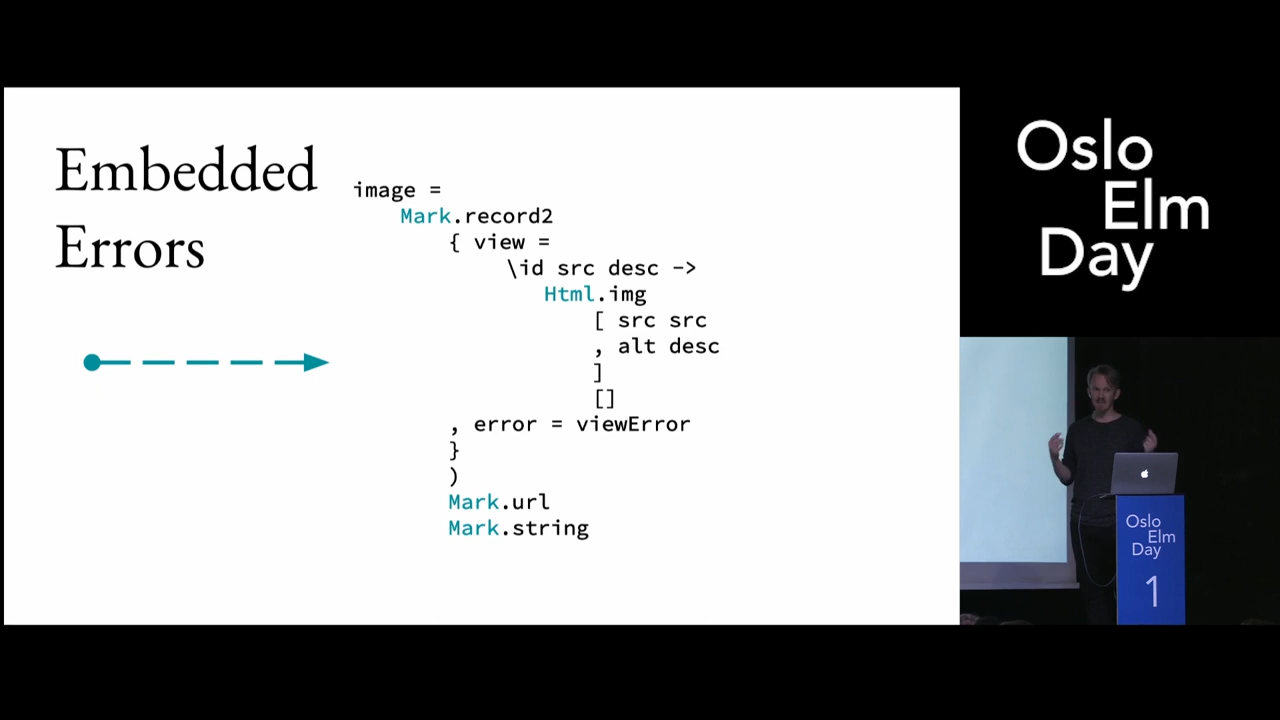 Embedded
Errors
image =
    Mark.record2
        { view =
            \id src desc ->
                Html.img
                    [ src src
                    , alt desc
                    ]
                    []
        , error = viewError
        }
        )
        Mark.url
        Mark.string
Oslo
Elm
Day
Oslo
Elm
Day
1